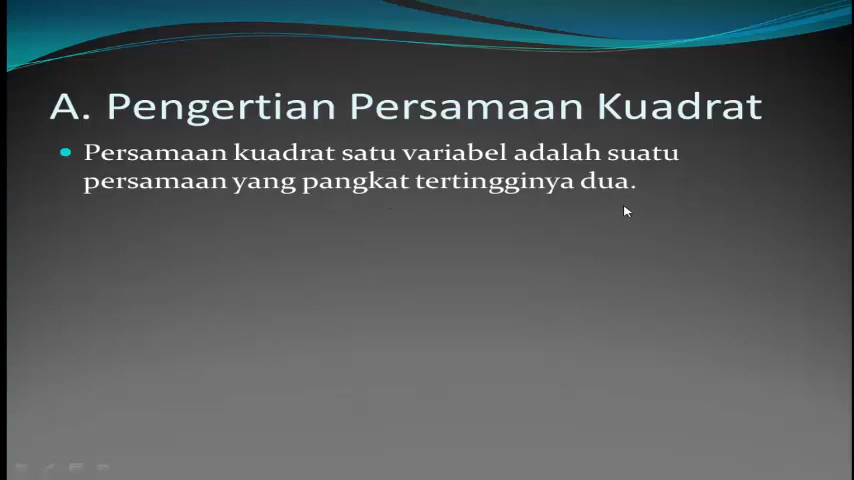 A. Pengertian Persamaan Kuadrat
Persamaan kuadrat satu variabel adalah suatu
persamaan yang pangkat tertingginya dua.